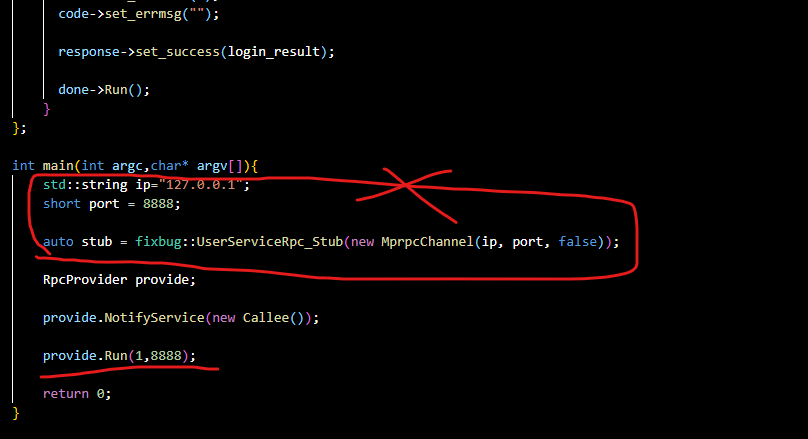 code->set_errmsg("");
response->set_success(login_result);
done->Run();
}
};
int main(int argc,char* argv[]){
std::string ip="127.0.0.1";
short port = 8888;
auto stub = fixbug::UserServiceRpc_Stub(new MprpcChannel(ip, port, false));
RpcProvider provide;
provide.NotifyService(new Callee());
provide.Run(1,8888);
return 0;
}